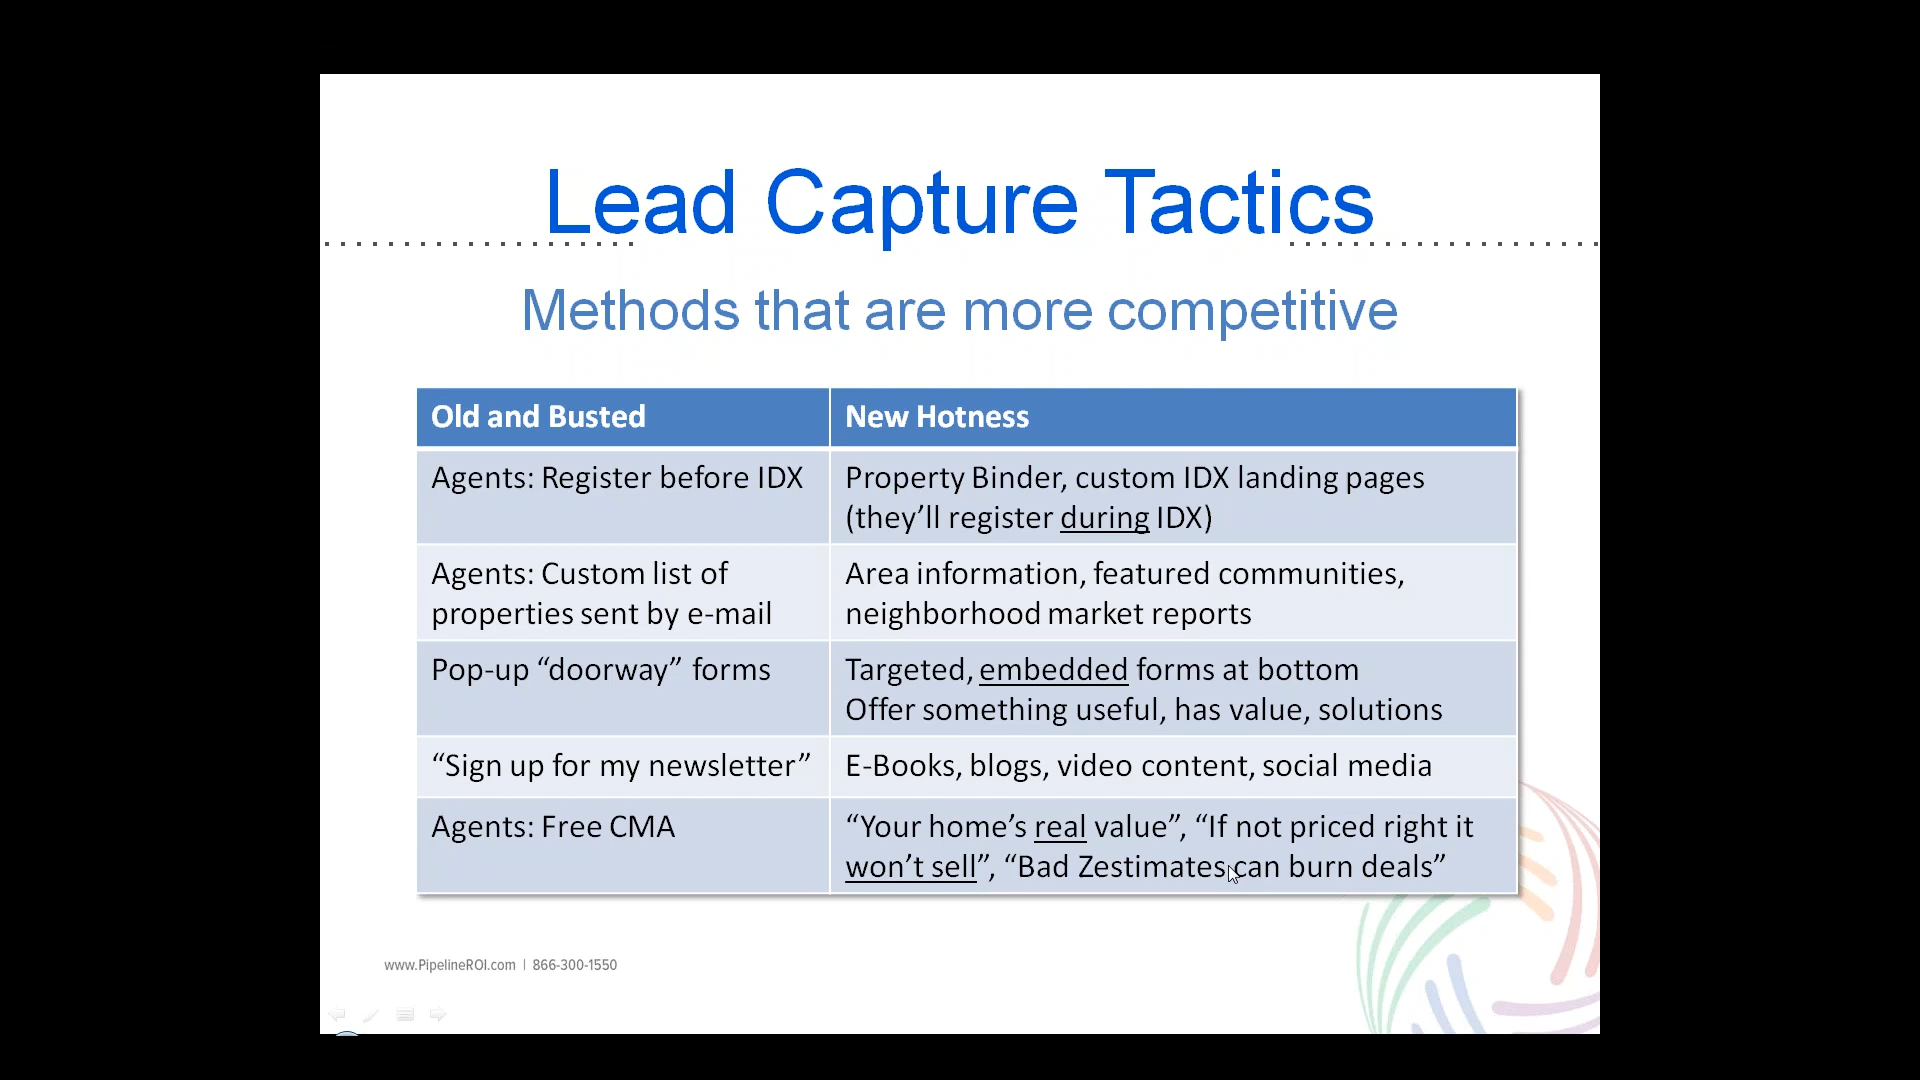 Lead Capture Tactics
Methods that are more competitive
Old and Busted
New Hotness
Agents: Register before IDX
Property Binder, custom IDX landing pages
(they’ll register during IDX)
Agents: Custom list of
properties sent by e-mail
Area information, featured communities,
neighborhood market reports
Pop-up “doorway” forms
Targeted, embedded forms at bottom
Offer something useful, has value, solutions
“Sign up for my newsletter”
E-Books, blogs, video content, social media
Agents: Free CMA
“Your home’s real value”, “If not priced right it
won’t sell”, “Bad Zestimates can burn deals”
www.PipelineROI.com | 866-300-1550